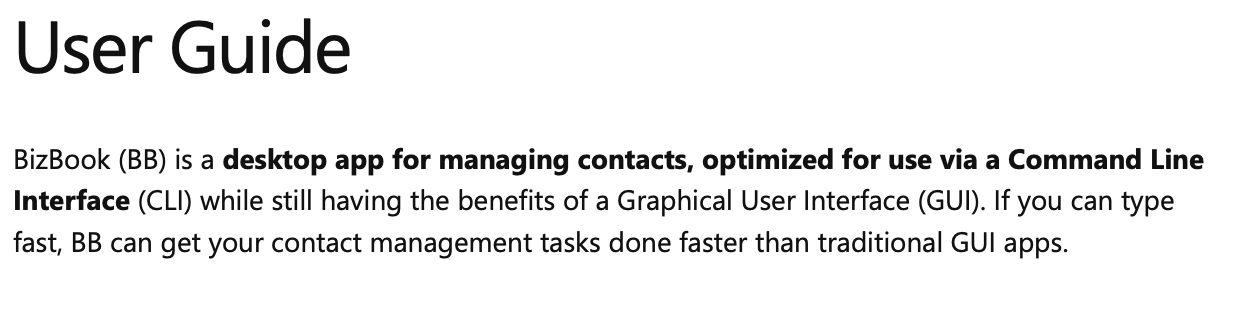 User Guide
BizBook (BB) is a desktop app for managing contacts, optimized for use via a Command Line
Interface (CLI) while still having the benefits of a Graphical User Interface (GUI). If you can type
fast, BB can get your contact management tasks done faster than traditional GUI apps.